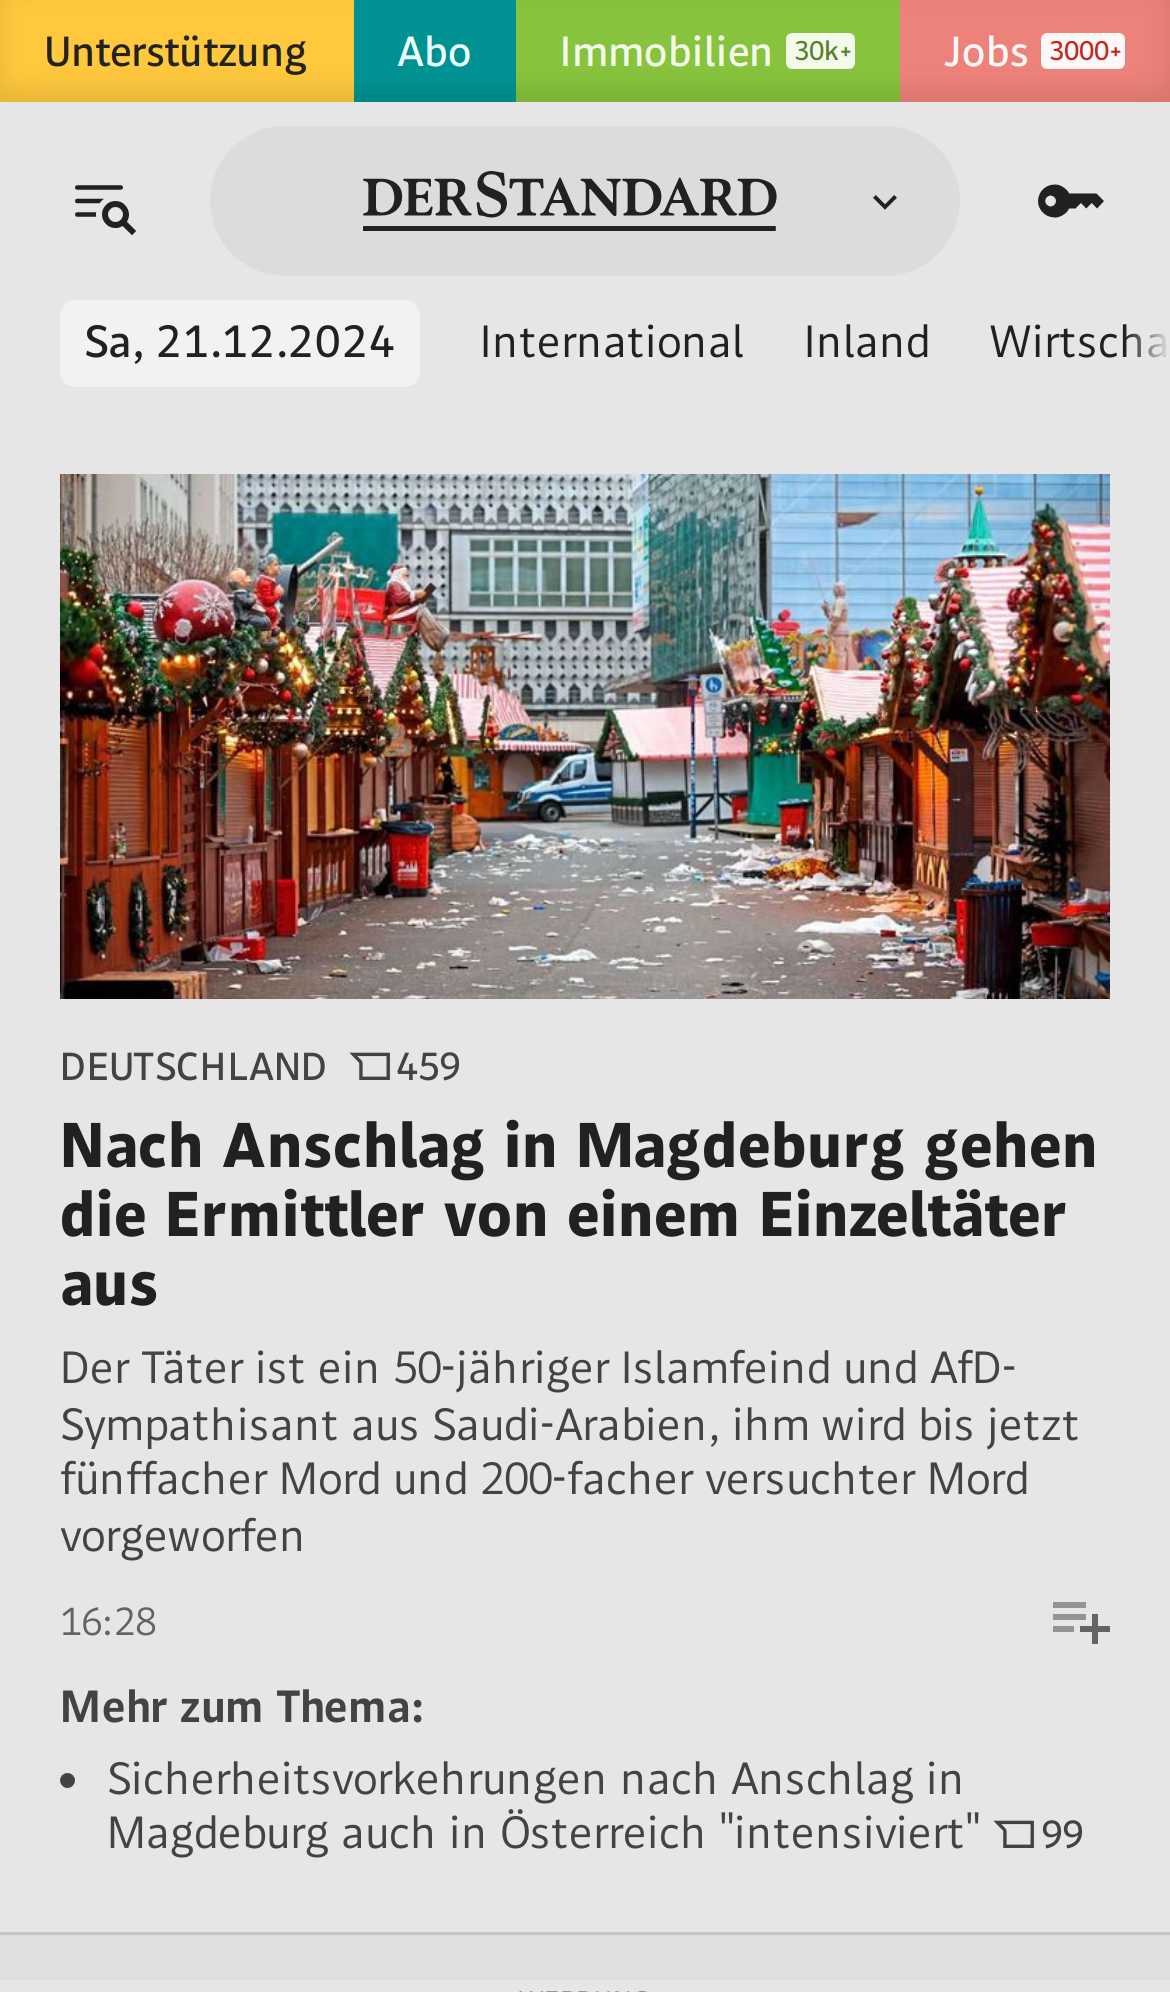 Unterstützung Abo Immobilien 30k+ Jobs 3000+
DERSTANDARD
Sa, 21.12.2024 International Inland Wirtscha
DEUTSCHLAND 459
Nach Anschlag in Magdeburg gehen
die Ermittler von einem Einzeltäter
aus
Der Täter ist ein 50-jähriger Islamfeind und AfD-
Sympathisant aus Saudi-Arabien, ihm wird bis jetzt
fünffacher Mord und 200-facher versuchter Mord
vorgeworfen
16:28
Mehr zum Thema:
• Sicherheitsvorkehrungen nach Anschlag in
Magdeburg auch in Österreich "intensiviert" 99